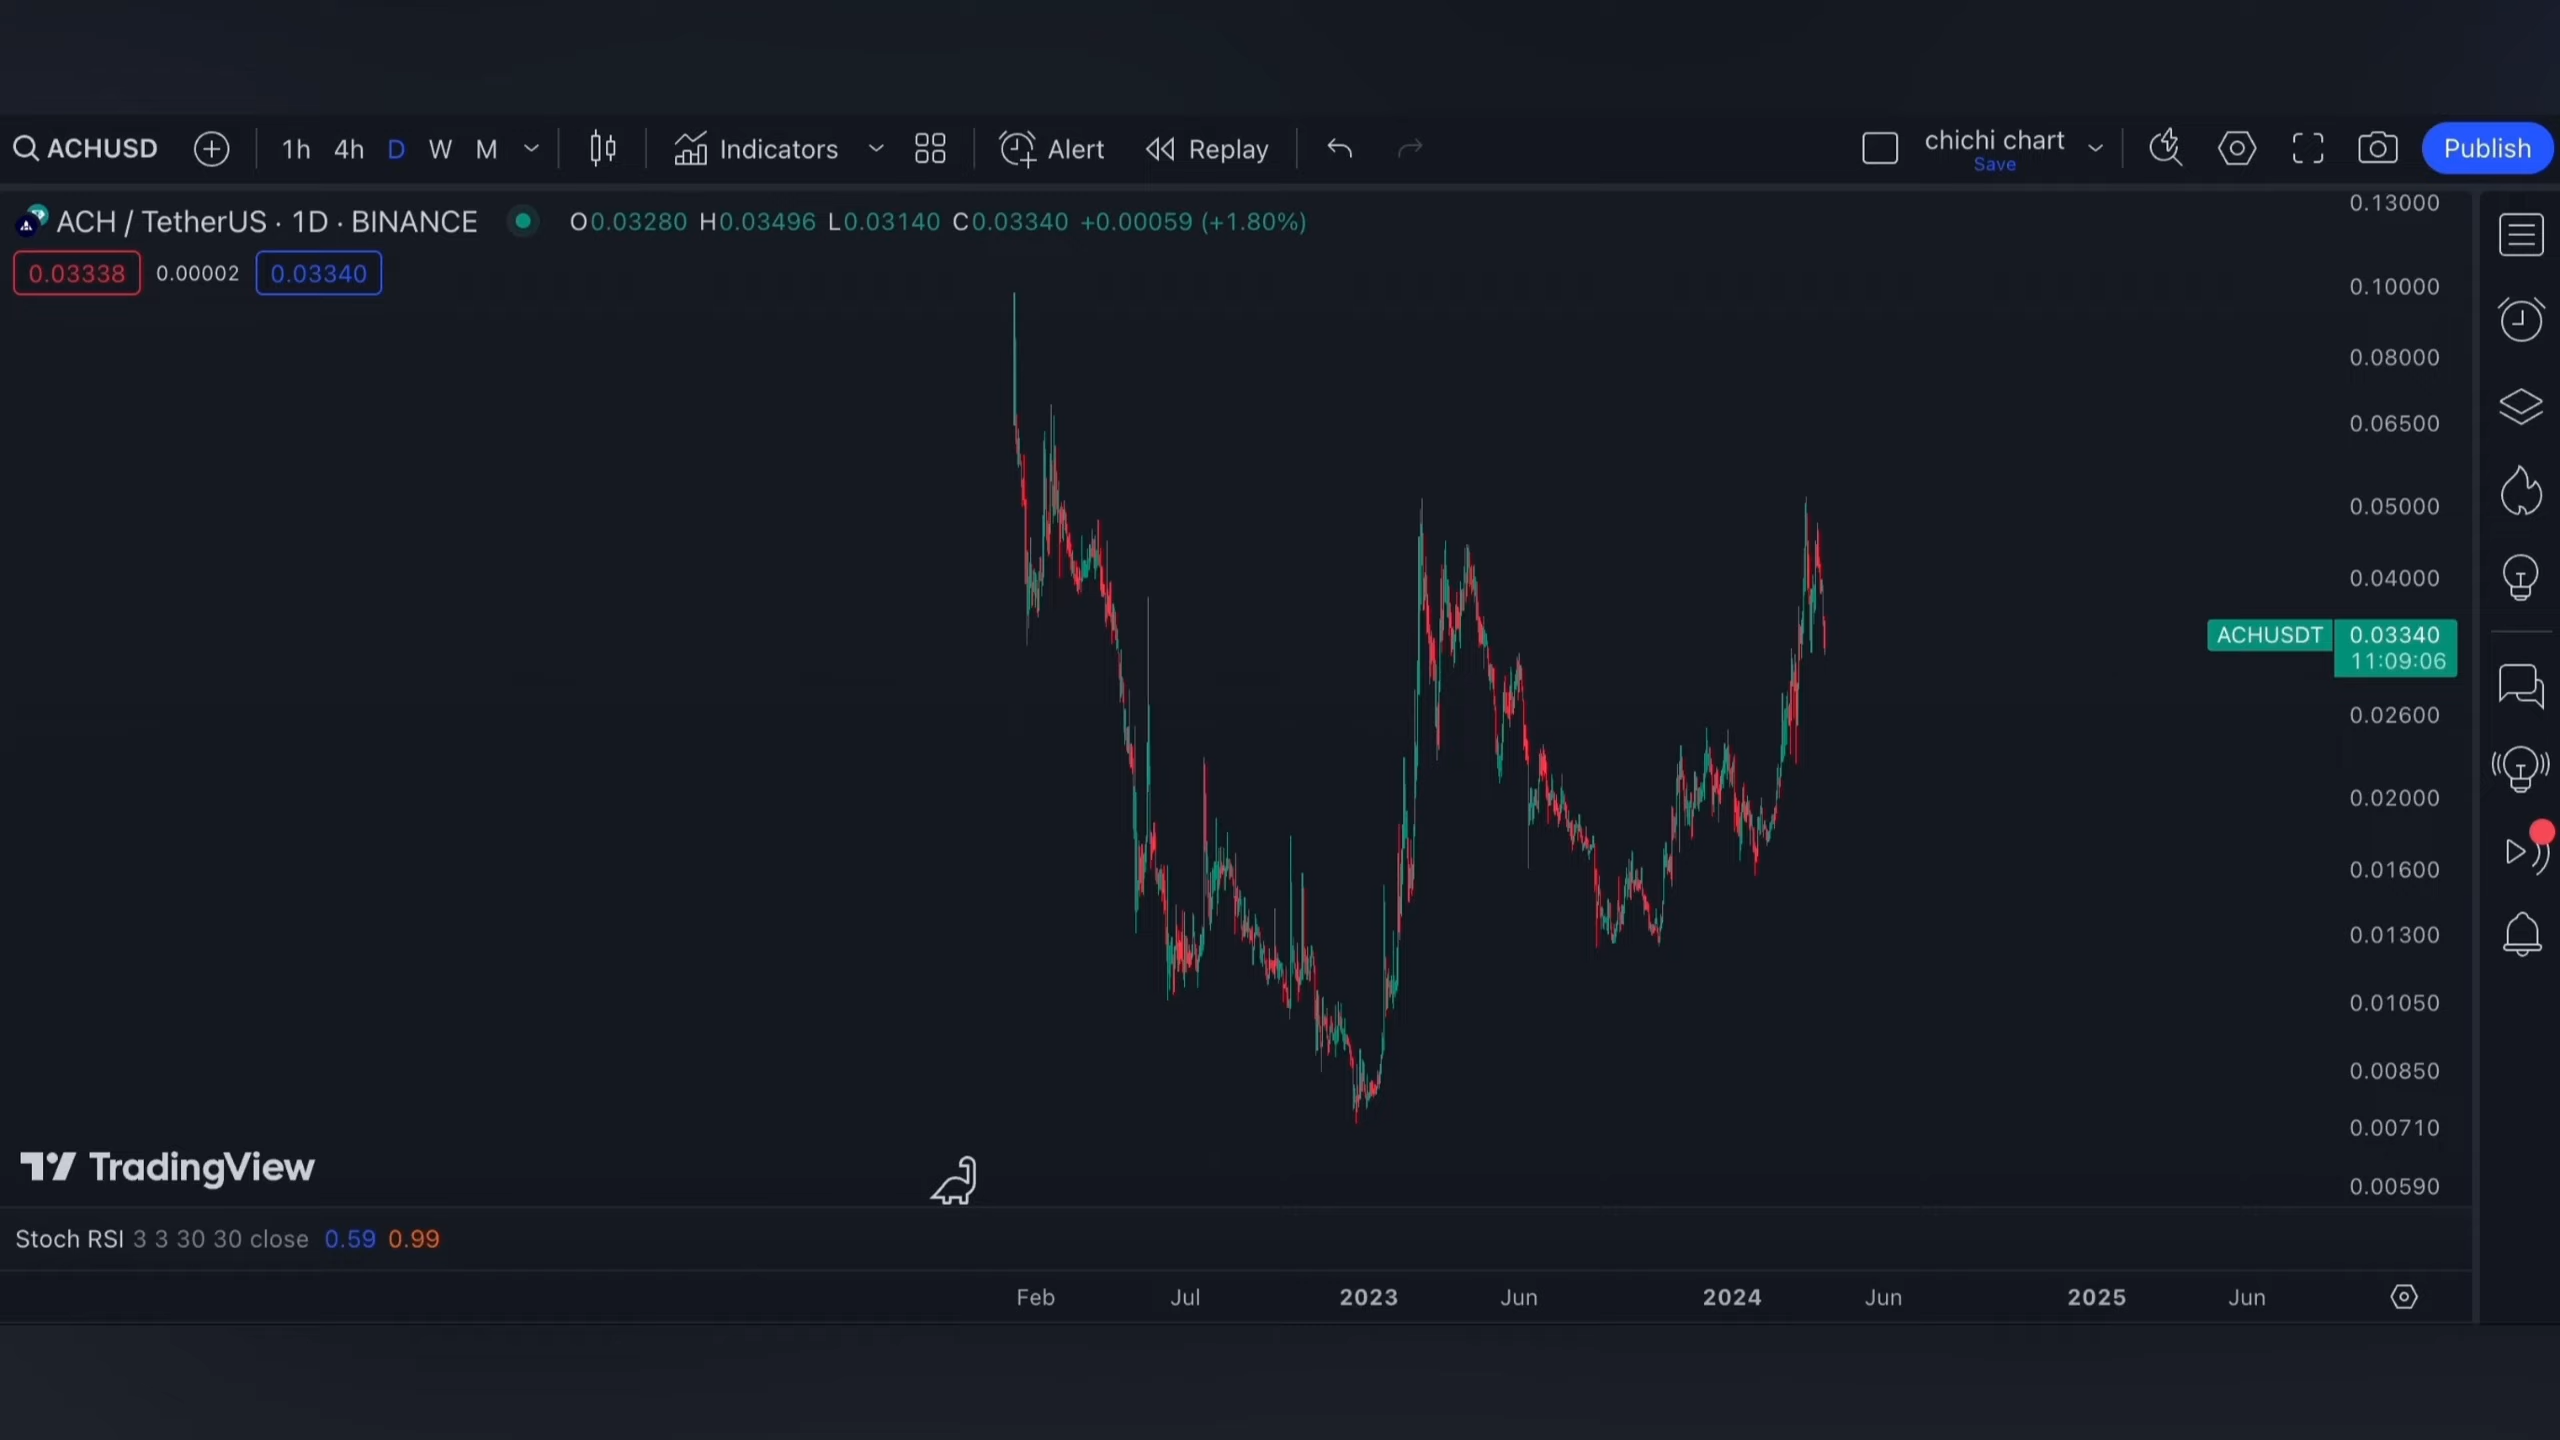 ACHUSD 1h 4h D W M Indicators Alert Replay chichi chart Publish
Save
ACH / TetherUS · 1D · BINANCE O0.03280 H0.03496 L0.03140 C0.03340 +0.00059 (+1.80%)
0.03338 0.00002 0.03340
0.13000
0.10000
0.08000
0.06500
0.05000
0.04000
ACHUSDT 0.03340
11:09:06
0.02600
0.02000
0.01600
0.01300
0.01050
0.00850
0.00710
0.00590
TradingView
Stoch RSI 3 3 30 30 close 0.59 0.99
Feb Jul 2023 Jun 2024 Jun 2025 Jun